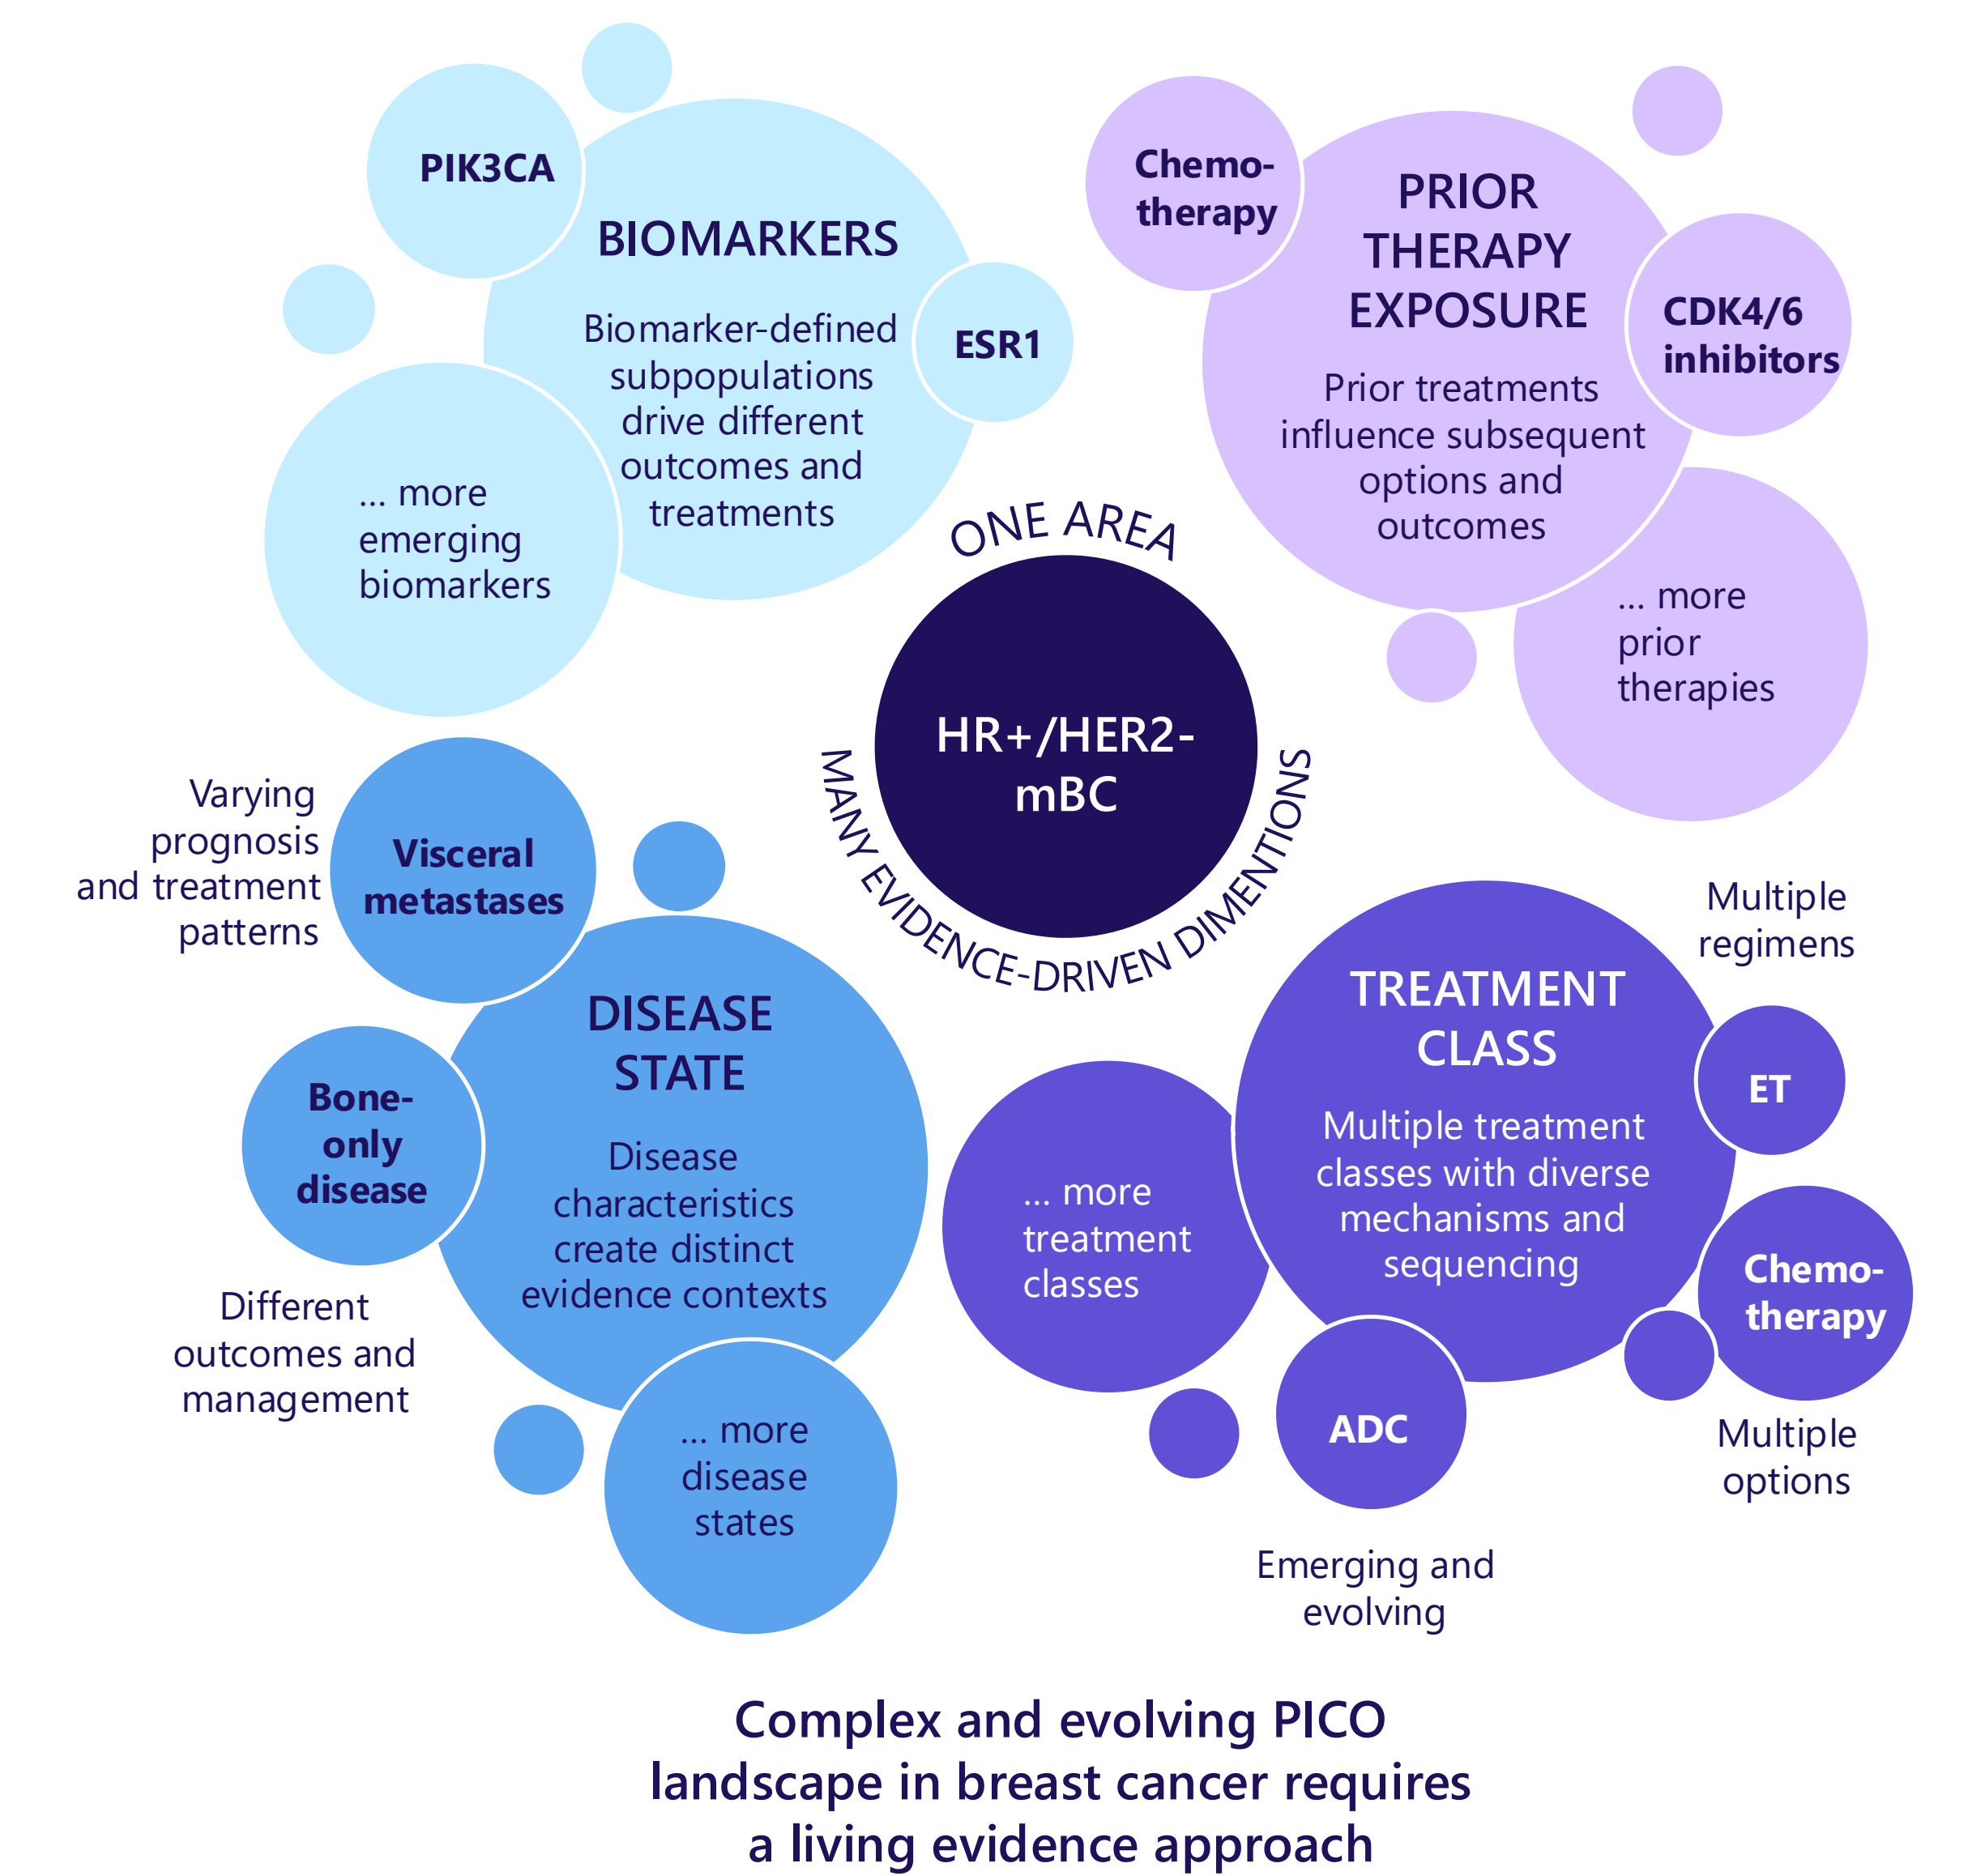 PIK3CA
BIOMARKERS
Biomarker-defined
subpopulations
drive different
outcomes and
treatments
ESR1
... more
emerging
biomarkers
Chemo-
therapy
PRIOR
THERAPY
EXPOSURE
Prior treatments
influence subsequent
options and
outcomes
CDK4/6
inhibitors
... more
prior
therapies
ONE AREA
HR+/HER2-
mBC
MANY EVIDENCE-DRIVEN DIMENTIONS
Varying
prognosis
and treatment
patterns
Visceral
metastases
Bone-
only
disease
Different
outcomes and
management
DISEASE
STATE
Disease
characteristics
create distinct
evidence contexts
... more
disease
states
TREATMENT
CLASS
Multiple treatment
classes with diverse
mechanisms and
sequencing
Multiple
regimens
ET
Chemo-
therapy
Multiple
options
... more
treatment
classes
ADC
Emerging and
evolving
Complex and evolving PICO
landscape in breast cancer requires
a living evidence approach